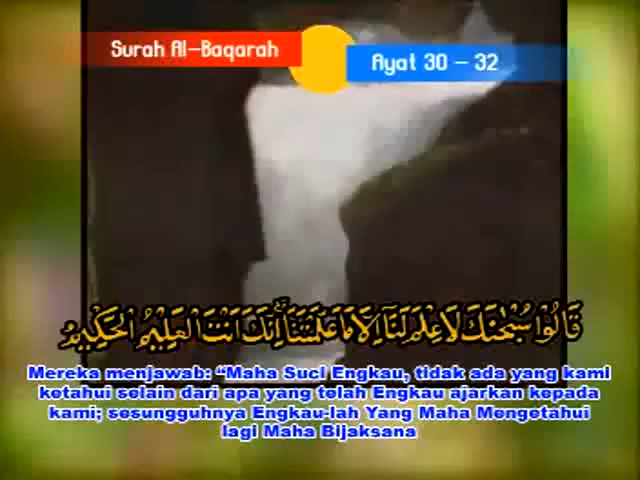 Surah Al-Baqarah
Ayat 30 - 32
قَالُوا۟ سُبْحَٰنَكَ لَا عِلْمَ لَنَآ إِلَّا مَا عَلَّمْتَنَآ ۖ إِنَّكَ أَنتَ ٱلْعَلِيمُ ٱلْحَكِيمُ
Mereka menjawab: “Maha Suci Engkau, tidak ada yang kami
ketahui selain dari apa yang telah Engkau ajarkan kepada
kami; sesungguhnya Engkau-lah Yang Maha Mengetahui
lagi Maha Bijaksana